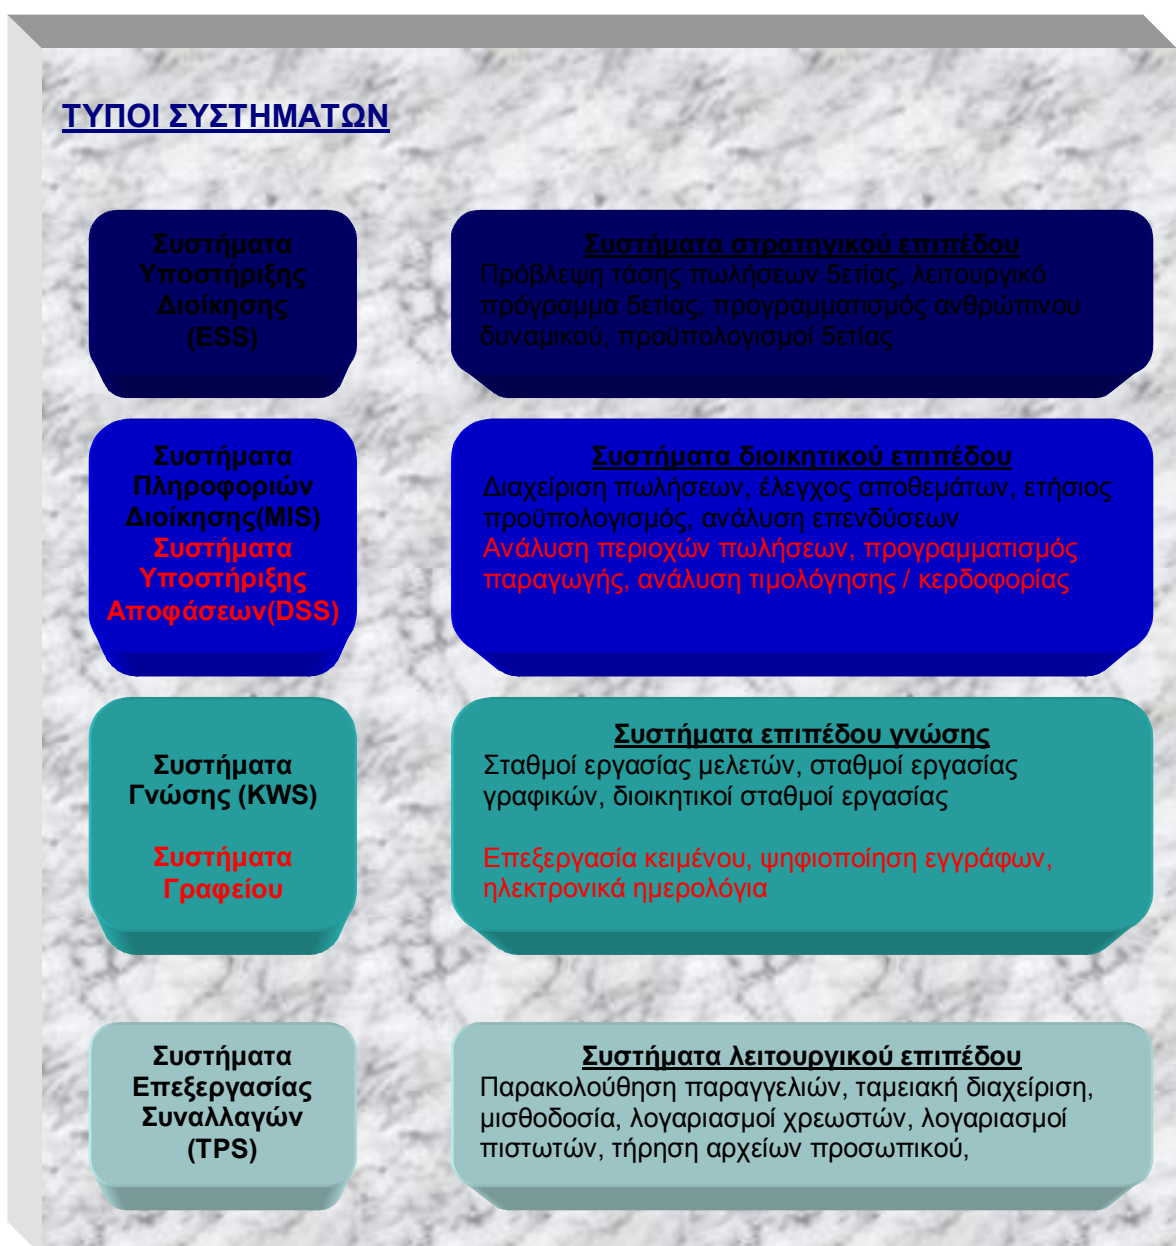 ΤΥΠΟΙ ΣΥΣΤΗΜΑΤΩΝ
Συστήματα
Υποστήριξης
Διοίκησης
(ESS)
Συστήματα στρατηγικού επιπέδου
Πρόβλεψη τάσης πωλήσεων 5ετίας, λειτουργικό
πρόγραμμα 5ετίας, προγραμματισμός ανθρώπινου
δυναμικού, προϋπολογισμοί 5ετίας
Συστήματα
Πληροφοριών
Διοίκησης(MIS)
Συστήματα
Υποστήριξης
Αποφάσεων(DSS)
Συστήματα διοικητικού επιπέδου
Διαχείριση πωλήσεων, έλεγχος αποθεμάτων, ετήσιος
προϋπολογισμός, ανάλυση επενδύσεων
Ανάλυση περιοχών πωλήσεων, προγραμματισμός
παραγωγής, ανάλυση τιμολόγησης / κερδοφορίας
Συστήματα
Γνώσης (KWS)
Συστήματα
Γραφείου
Συστήματα επιπέδου γνώσης
Σταθμοί εργασίας μελετών, σταθμοί εργασίας
γραφικών, διοικητικοί σταθμοί εργασίας
Επεξεργασία κειμένου, ψηφιοποίηση εγγράφων,
ηλεκτρονικά ημερολόγια
Συστήματα
Επεξεργασίας
Συναλλαγών
(TPS)
Συστήματα λειτουργικού επιπέδου
Παρακολούθηση παραγγελιών, ταμειακή διαχείριση,
μισθοδοσία, λογαριασμοί χρεωστών, λογαριασμοί
πιστωτών, τήρηση αρχείων προσωπικού,